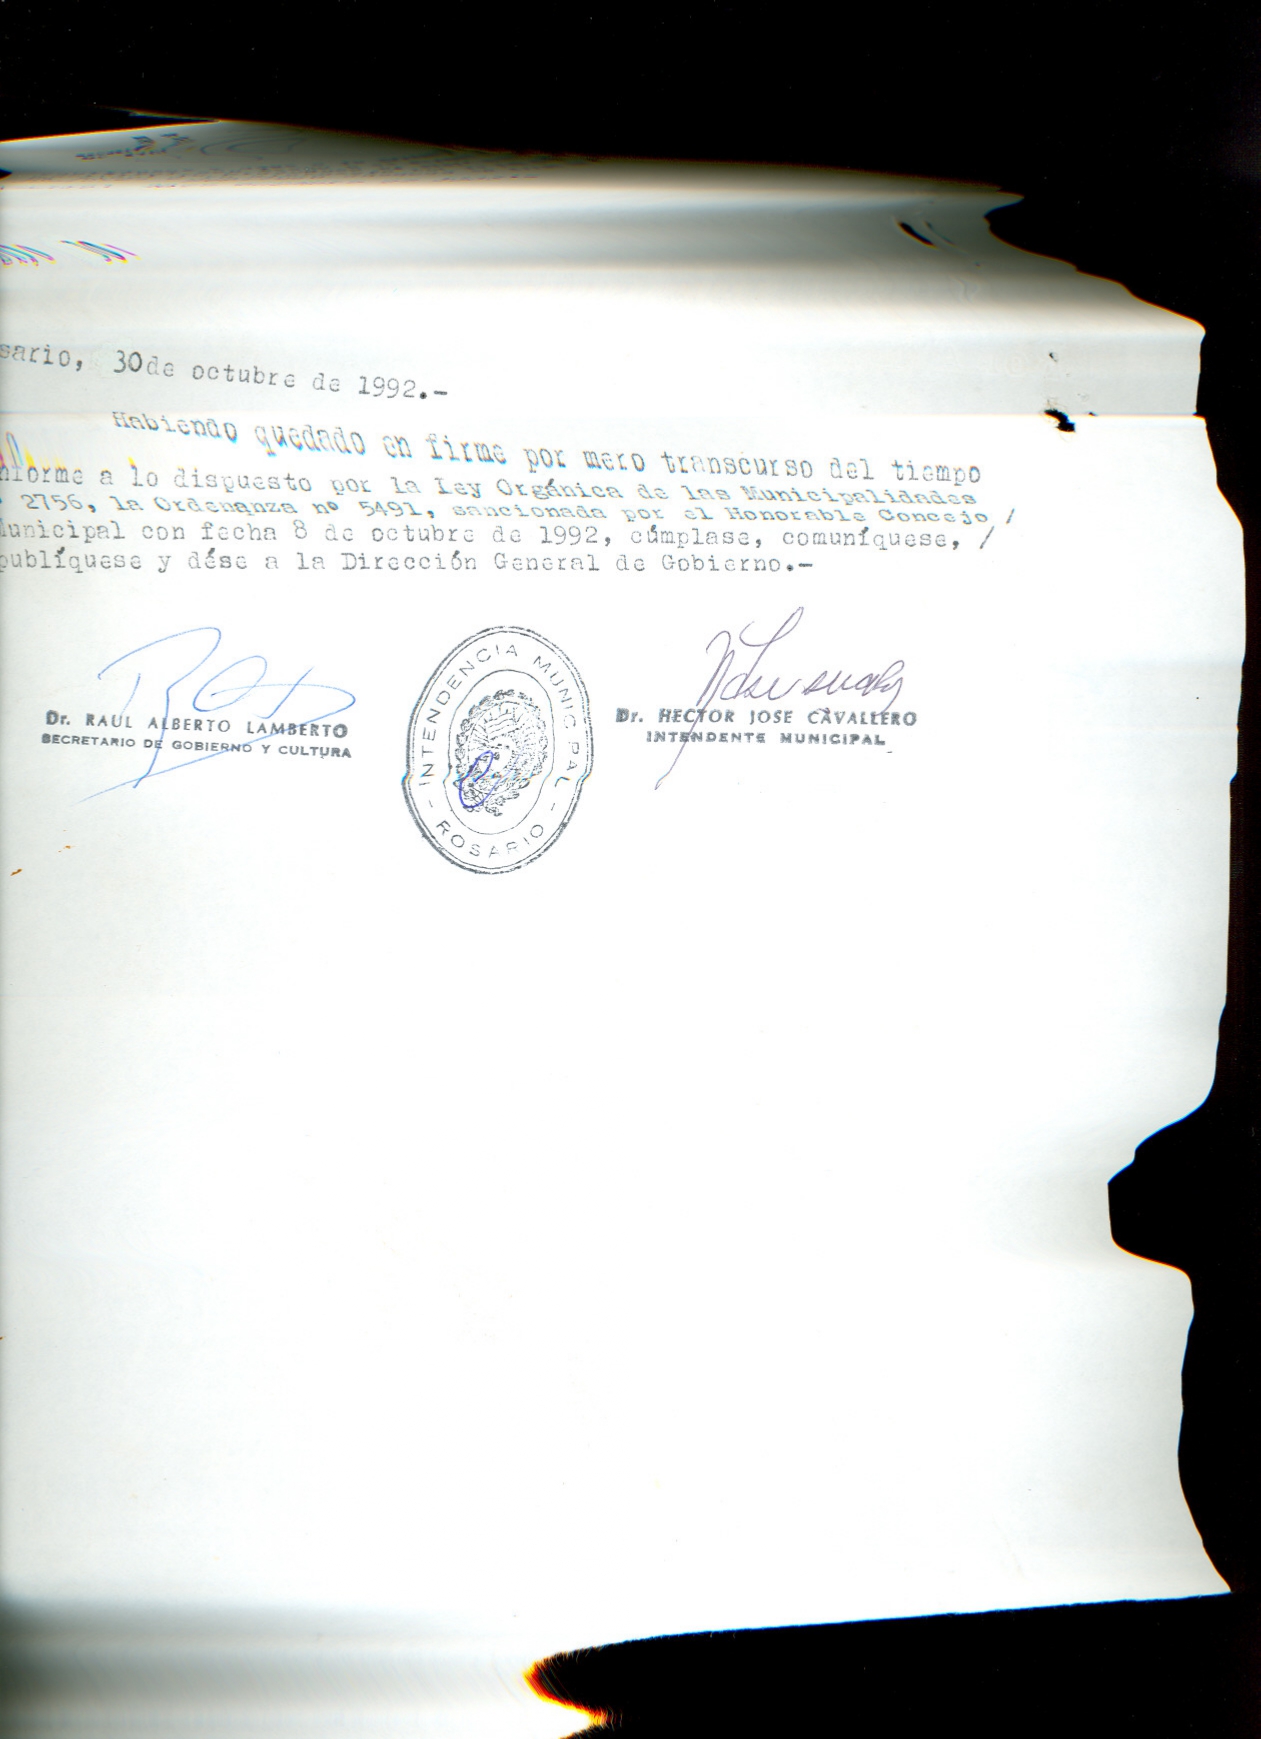 sario, 30de octubre de 1992.-
Habiendo quedado en firme por mero transcurso del tiempo
nforme a lo dispuesto por la Ley Orgánica de las Municipalidades
2756, la Ordenanza nº 5491, sancionada por el Honorable Concejo /
Municipal con fecha 8 de octubre de 1992, cúmplase, comuníquese, /
publíquese y dése a la Dirección General de Gobierno.-
Dr. RAUL ALBERTO LAMBERTO
SECRETARIO DE GOBIERNO Y CULTURA
INTENDENCIA MUNICIPAL
- ROSARIO -
Dr. HECTOR JOSE CAVALLERO
INTENDENTE MUNICIPAL